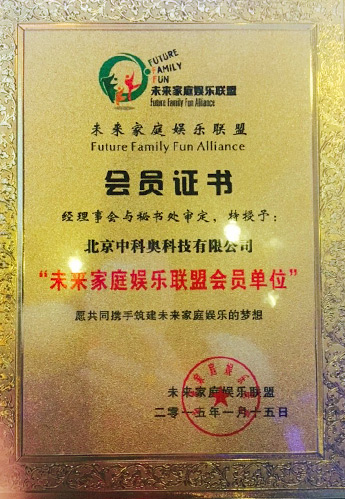 FUTURE
FAMILY
FUN
未来家庭娱乐联盟
Future Family Fun Alliance
未来家庭娱乐联盟
Future Family Fun Alliance
会员证书
经理事会与秘书处审定，特授予：
北京中科奥科技有限公司
“未来家庭娱乐联盟会员单位”
愿共同携手筑建未来家庭娱乐的梦想
未来家庭娱乐联盟
二零一五年一月十五日